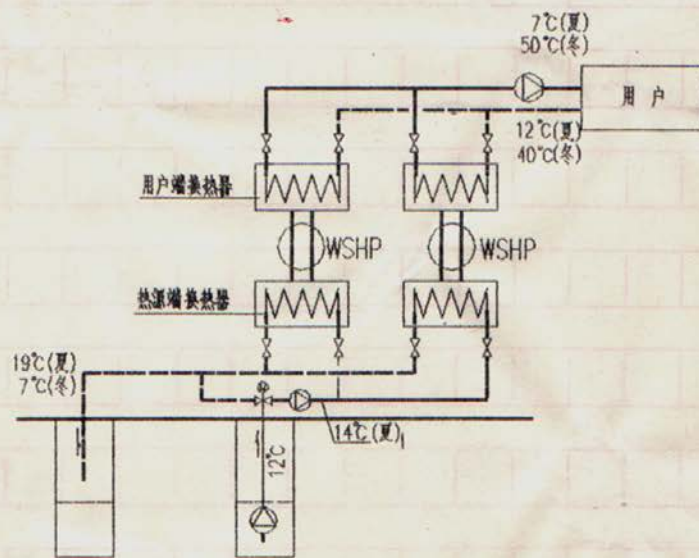 7℃(夏)
50℃(冬)
用户
12℃(夏)
40℃(冬)
用户端换热器
WSHP
WSHP
热源端换热器
19℃(夏)
7℃(冬)
14℃(夏)
12℃